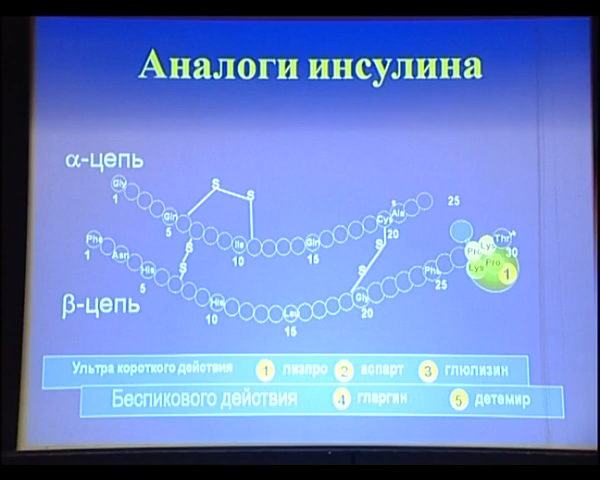 Аналоги инсулина
α-цепь
S S
Gly
1
Gln
5
S
S
Ile
10
Gln
15
Cys
20
S
Ala
25
S
S
Phe
1
Asn
His
5
His
10
Leu
15
Gly
20
Phe
25
Pro Lys Thr
30
Lys Pro
1
β-цепь
Ультра короткого действия 1 лизпро 2 аспарт 3 глюлизин
Беспикового действия 4 гларгин 5 детемир